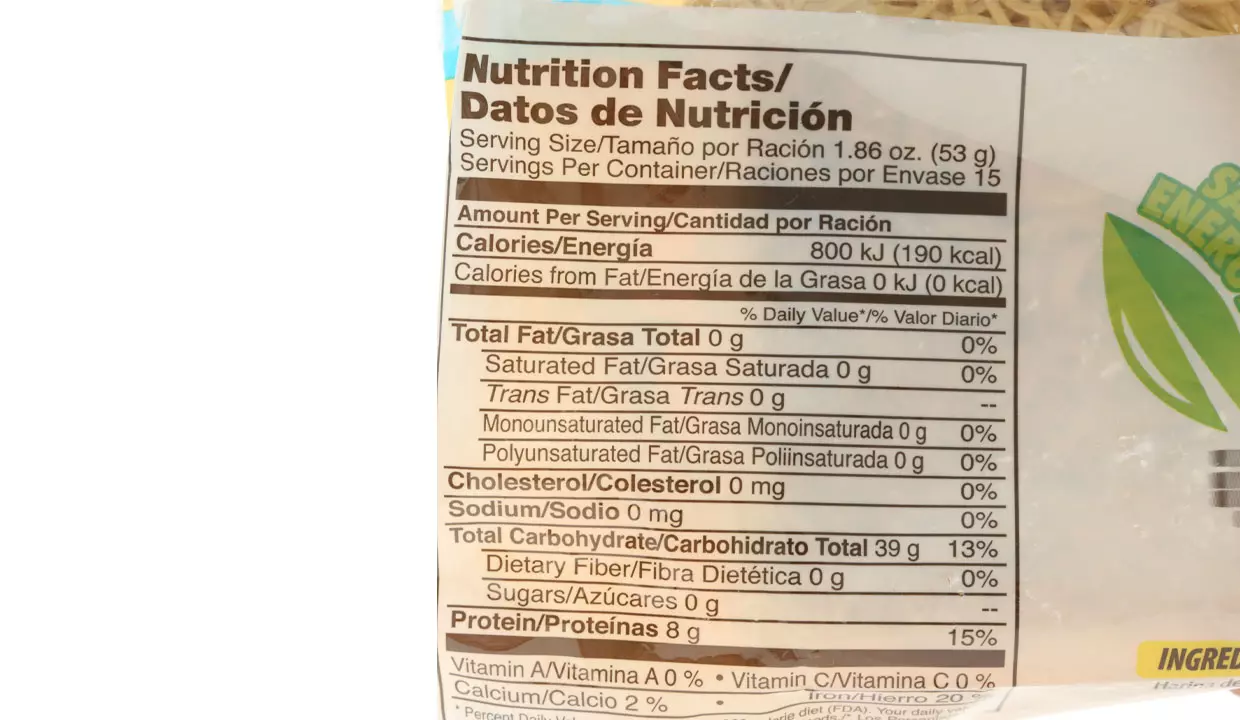 Nutrition Facts/
Datos de Nutrición
Serving Size/Tamaño por Ración 1.86 oz. (53 g)
Servings Per Container/Raciones por Envase 15
Amount Per Serving/Cantidad por Ración
Calories/Energía 800 kJ (190 kcal)
Calories from Fat/Energía de la Grasa 0 kJ (0 kcal)
% Daily Value*/% Valor Diario*
Total Fat/Grasa Total 0 g 0%
Saturated Fat/Grasa Saturada 0 g 0%
Trans Fat/Grasa Trans 0 g --
Monounsaturated Fat/Grasa Monoinsaturada 0 g 0%
Polyunsaturated Fat/Grasa Poliinsaturada 0 g 0%
Cholesterol/Colesterol 0 mg 0%
Sodium/Sodio 0 mg 0%
Total Carbohydrate/Carbohidrato Total 39 g 13%
Dietary Fiber/Fibra Dietética 0 g 0%
Sugars/Azúcares 0 g --
Protein/Proteínas 8 g 15%
Vitamin A/Vitamina A 0 % • Vitamin C/Vitamina C 0 %
Calcium/Calcio 2 % • Iron/Hierro 20 %
* Percent Daily
diet (FDA). Your daily
INGRED